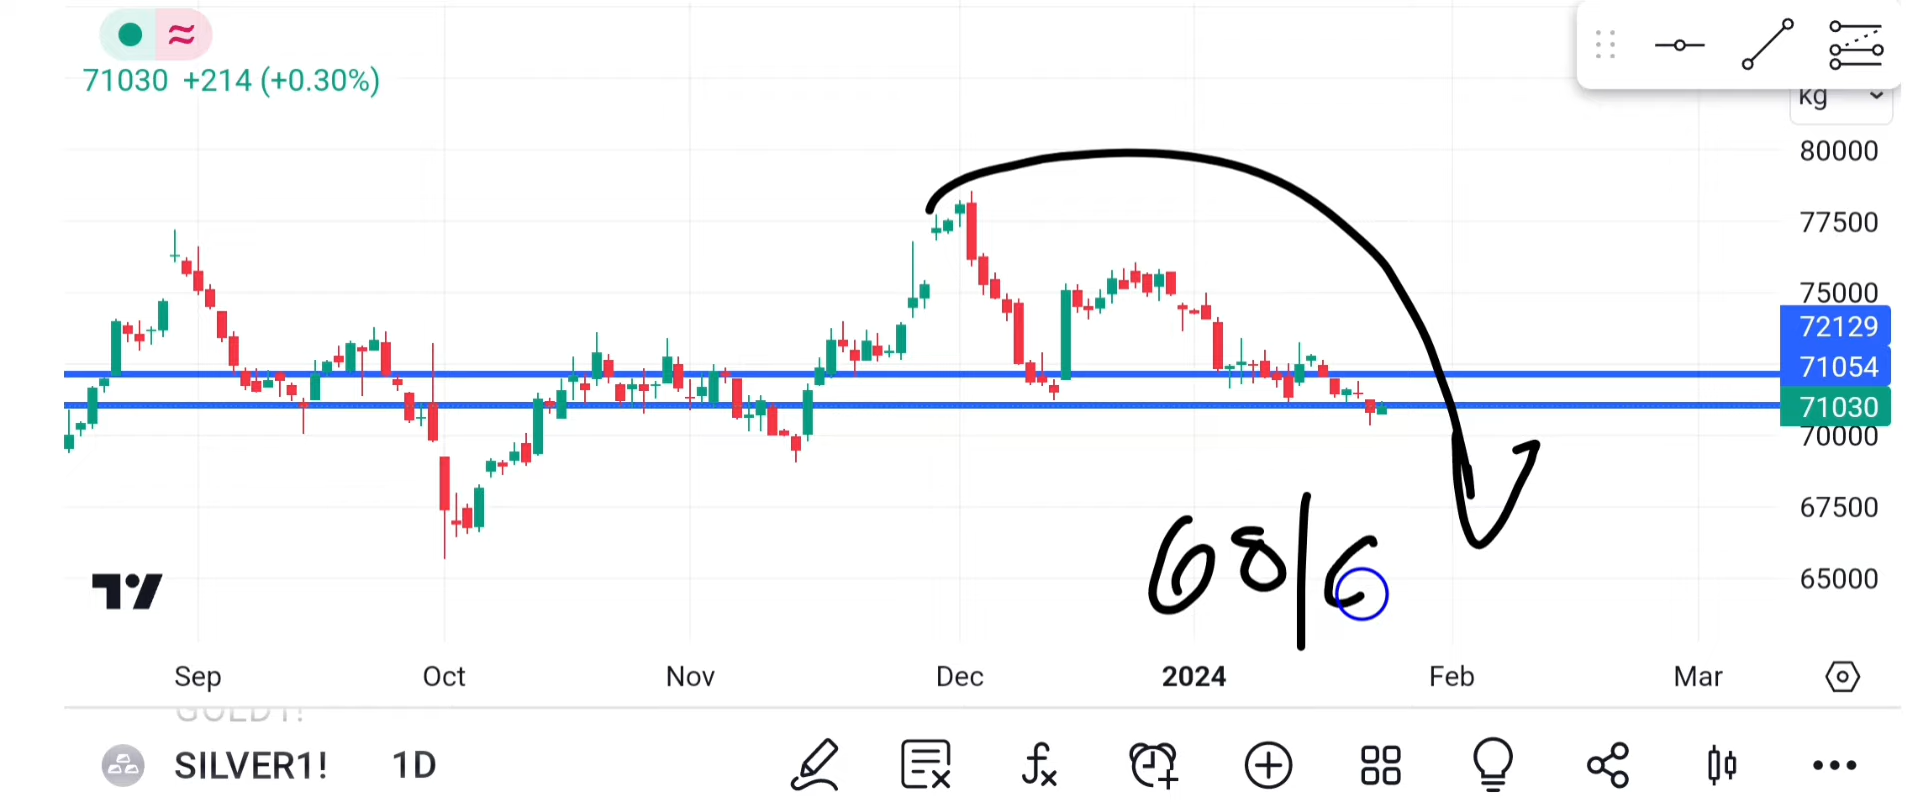 71030 +214 (+0.30%)
kg
80000
77500
75000
72129
71054
71030
70000
67500
65000
68|6
Sep Oct Nov Dec 2024 Feb Mar
GOLD1!
SILVER1! 1D